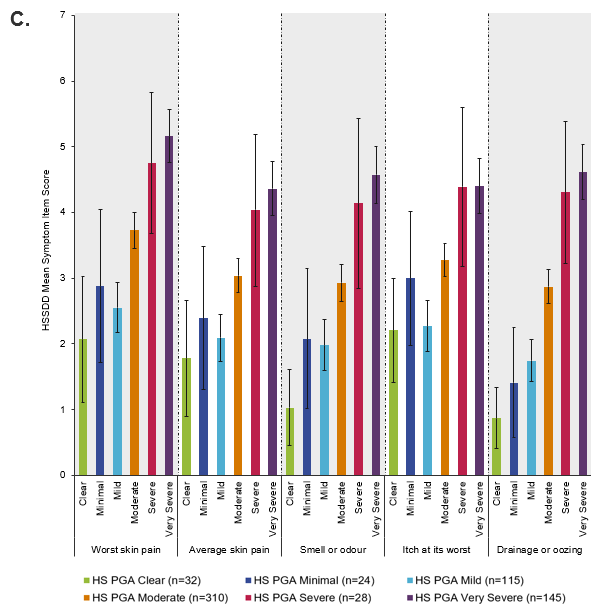 C.
7
6
5
4
3
2
1
0
HSSDD Mean Symptom Item Score
Clear Minimal Mild Moderate Severe Very Severe Clear Minimal Mild Moderate Severe Very Severe Clear Minimal Mild Moderate Severe Very Severe Clear Minimal Mild Moderate Severe Very Severe Clear Minimal Mild Moderate Severe Very Severe
Worst skin pain Average skin pain Smell or odour Itch at its worst Drainage or oozing
HS PGA Clear (n=32) HS PGA Minimal (n=24) HS PGA Mild (n=115)
HS PGA Moderate (n=310) HS PGA Severe (n=28) HS PGA Very Severe (n=145)